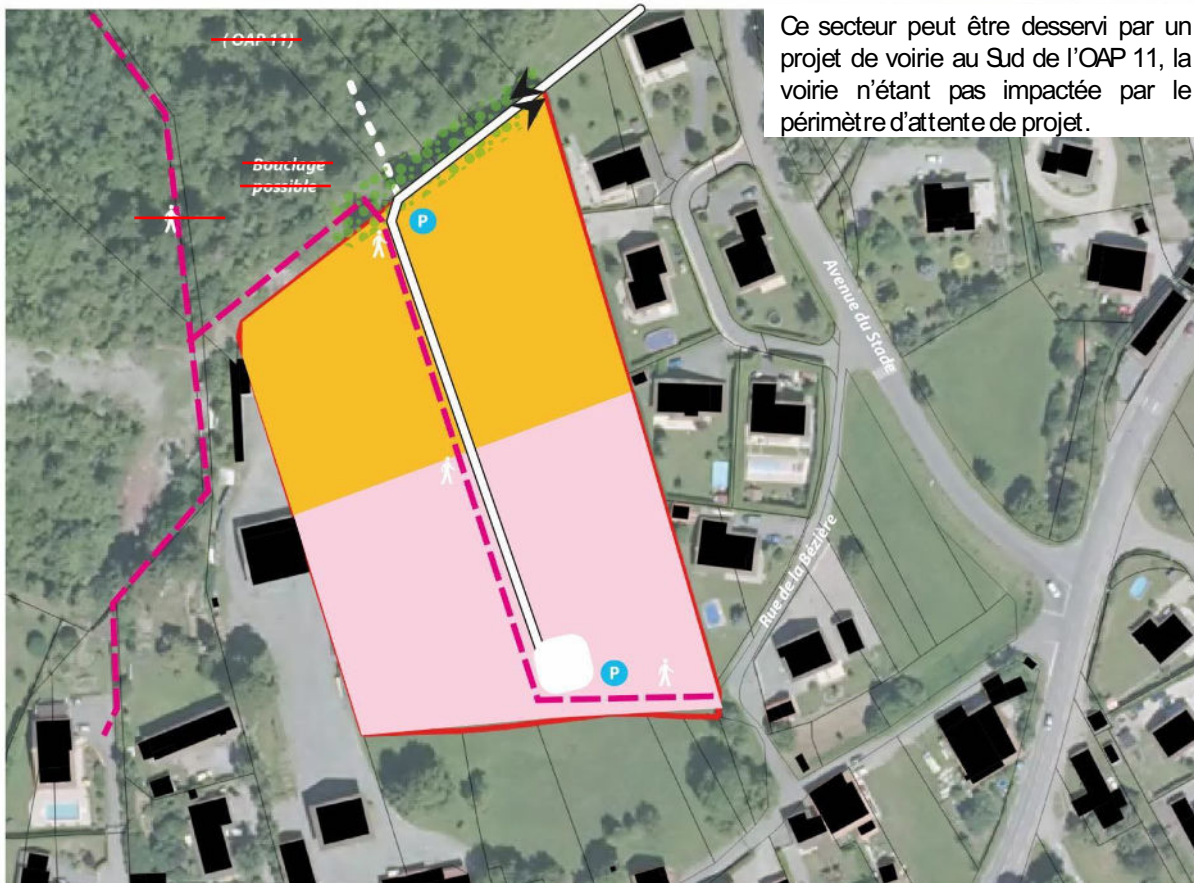 ( OAP 11)
Ce secteur peut être desservi par un
projet de voirie au Sud de l'OAP 11, la
voirie n'étant pas impactée par le
périmètre d'attente de projet.
Bouclage
possible
P
Avenue du Stade
Rue de la Bézière
P